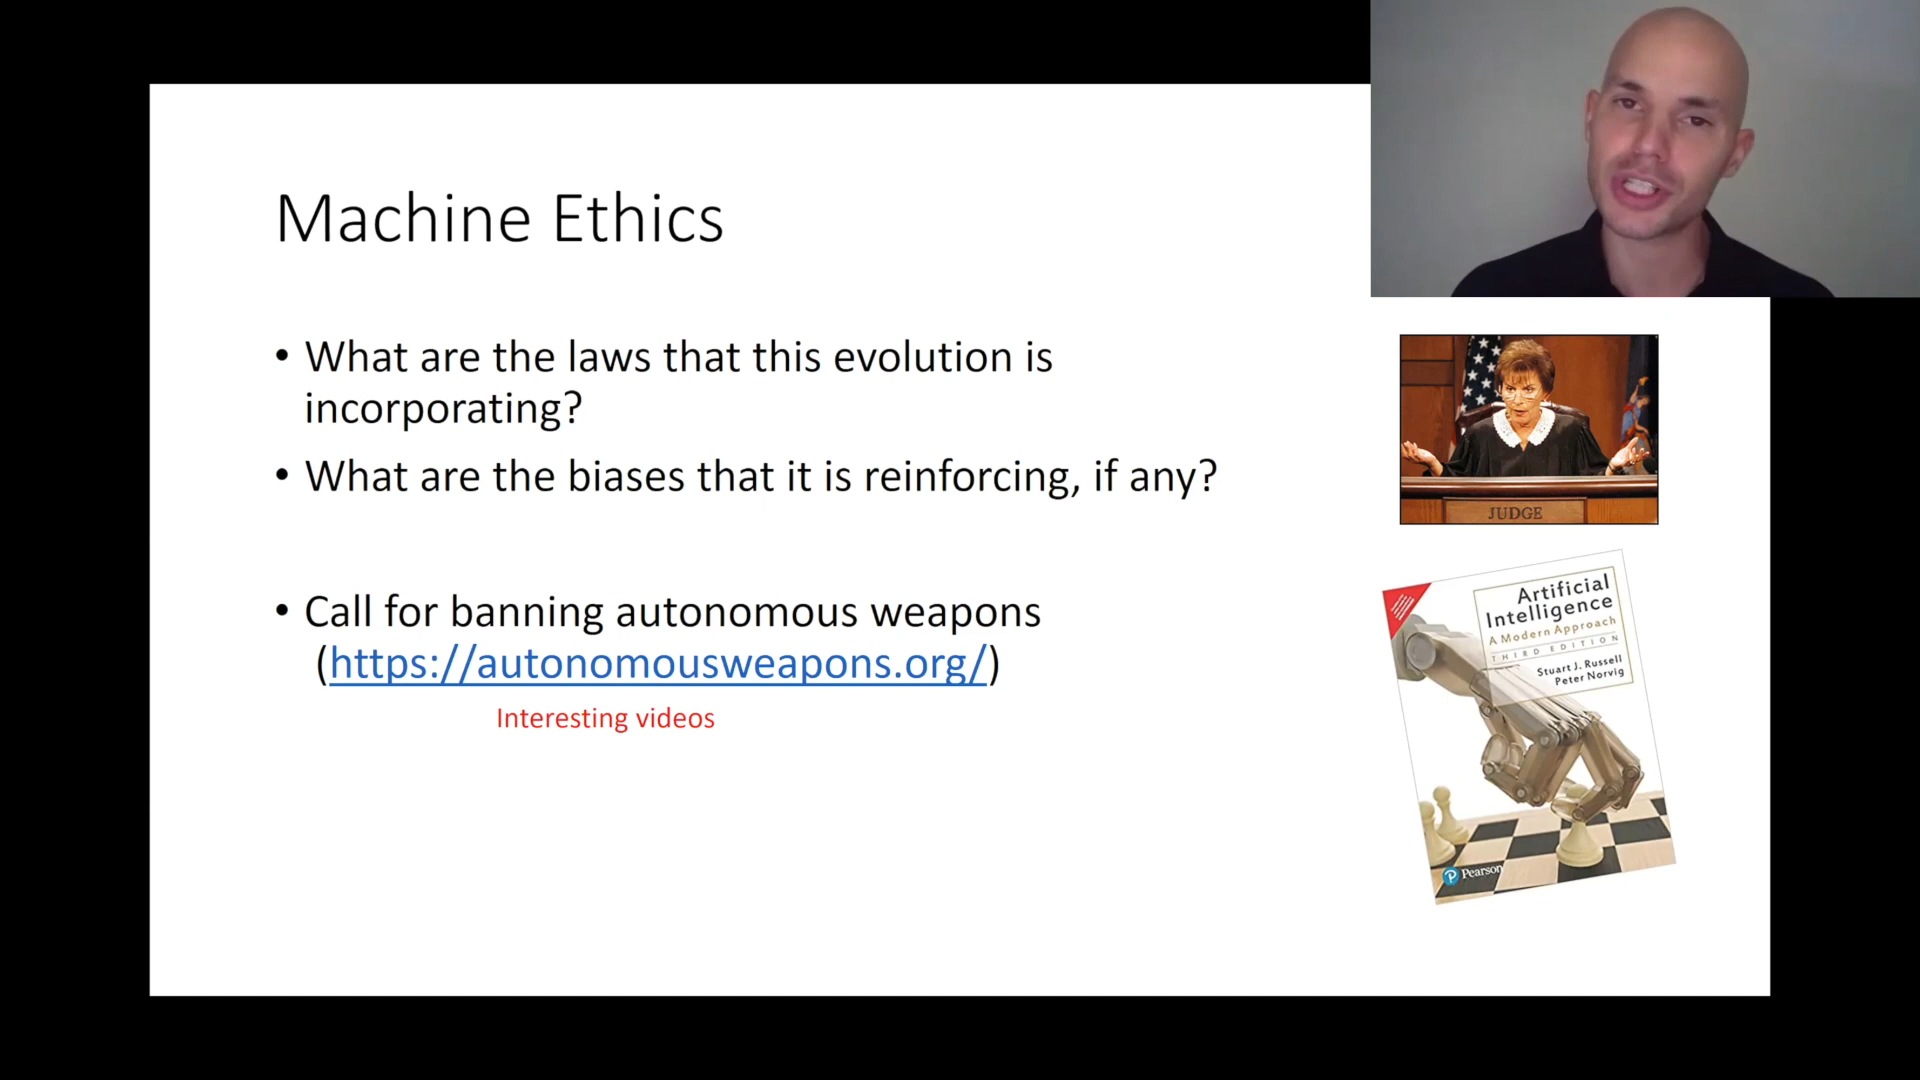 Machine Ethics
• What are the laws that this evolution is
incorporating?
• What are the biases that it is reinforcing, if any?
• Call for banning autonomous weapons
(https://autonomousweapons.org/)
Interesting videos
JUDGE
Artificial
Intelligence
A Modern Approach
THIRD EDITION
Stuart J. Russell
Peter Norvig
Pearson